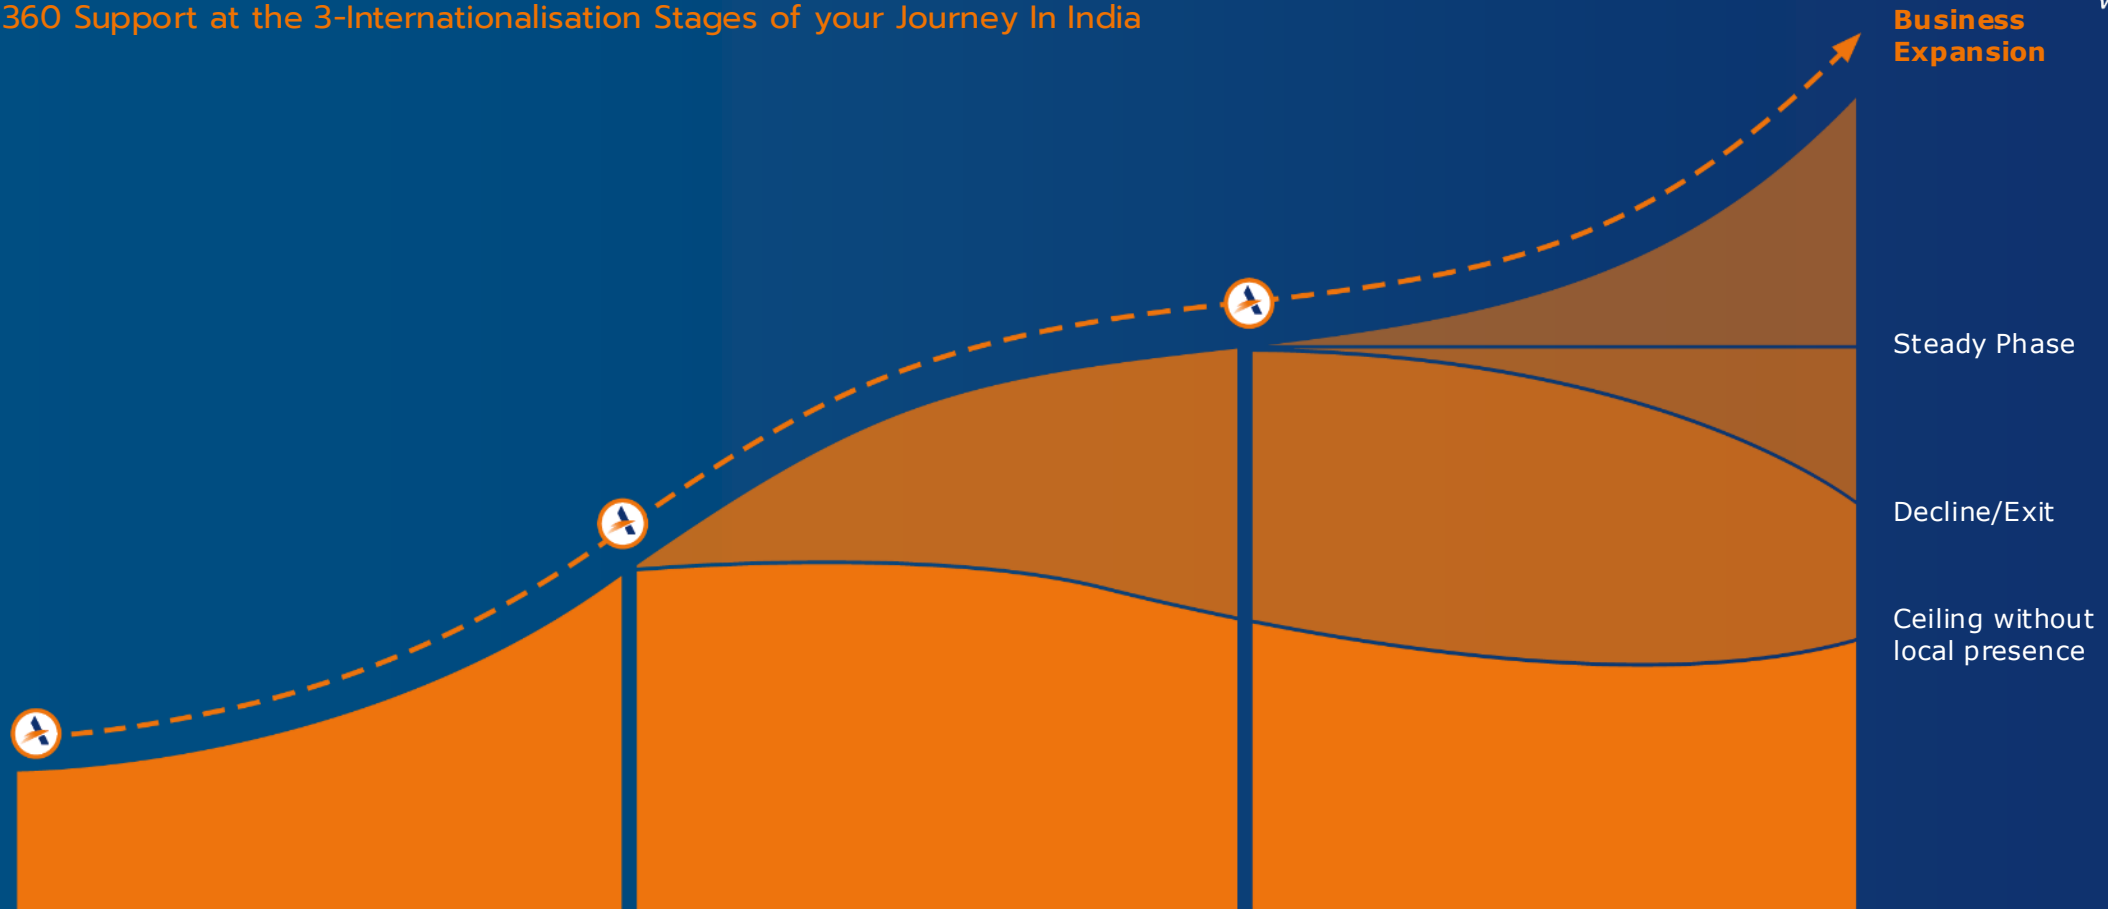 360 Support at the 3-Internationalisation Stages of your Journey In India
Business
Expansion
Steady Phase
Decline/Exit
Ceiling without
local presence